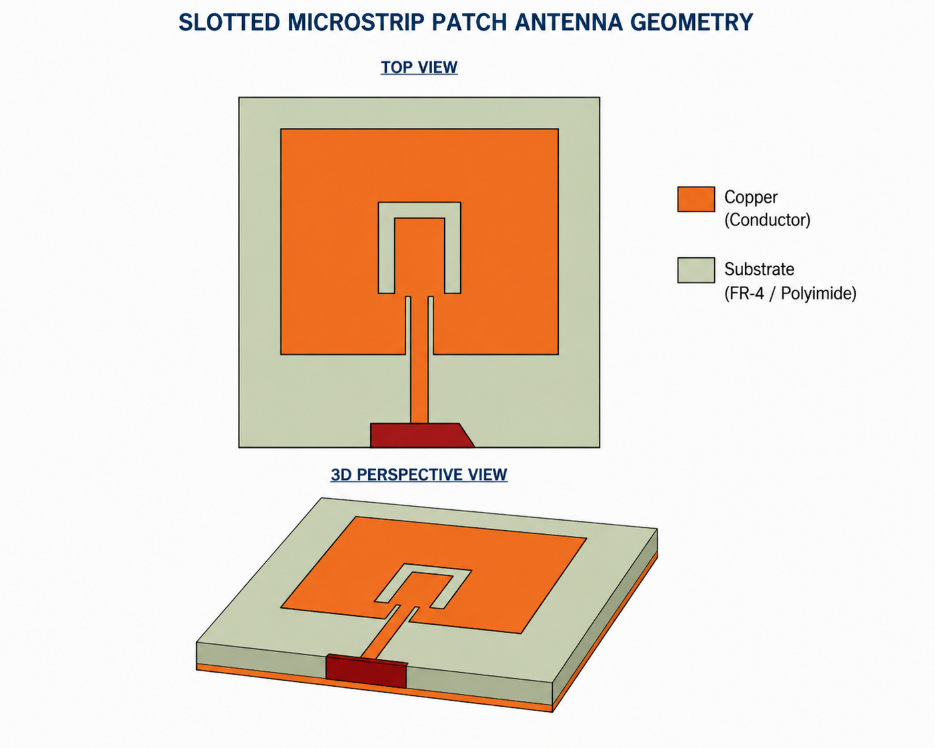 SLOTTED MICROSTRIP PATCH ANTENNA GEOMETRY
TOP VIEW
Copper
(Conductor)
Substrate
(FR-4 / Polyimide)
3D PERSPECTIVE VIEW